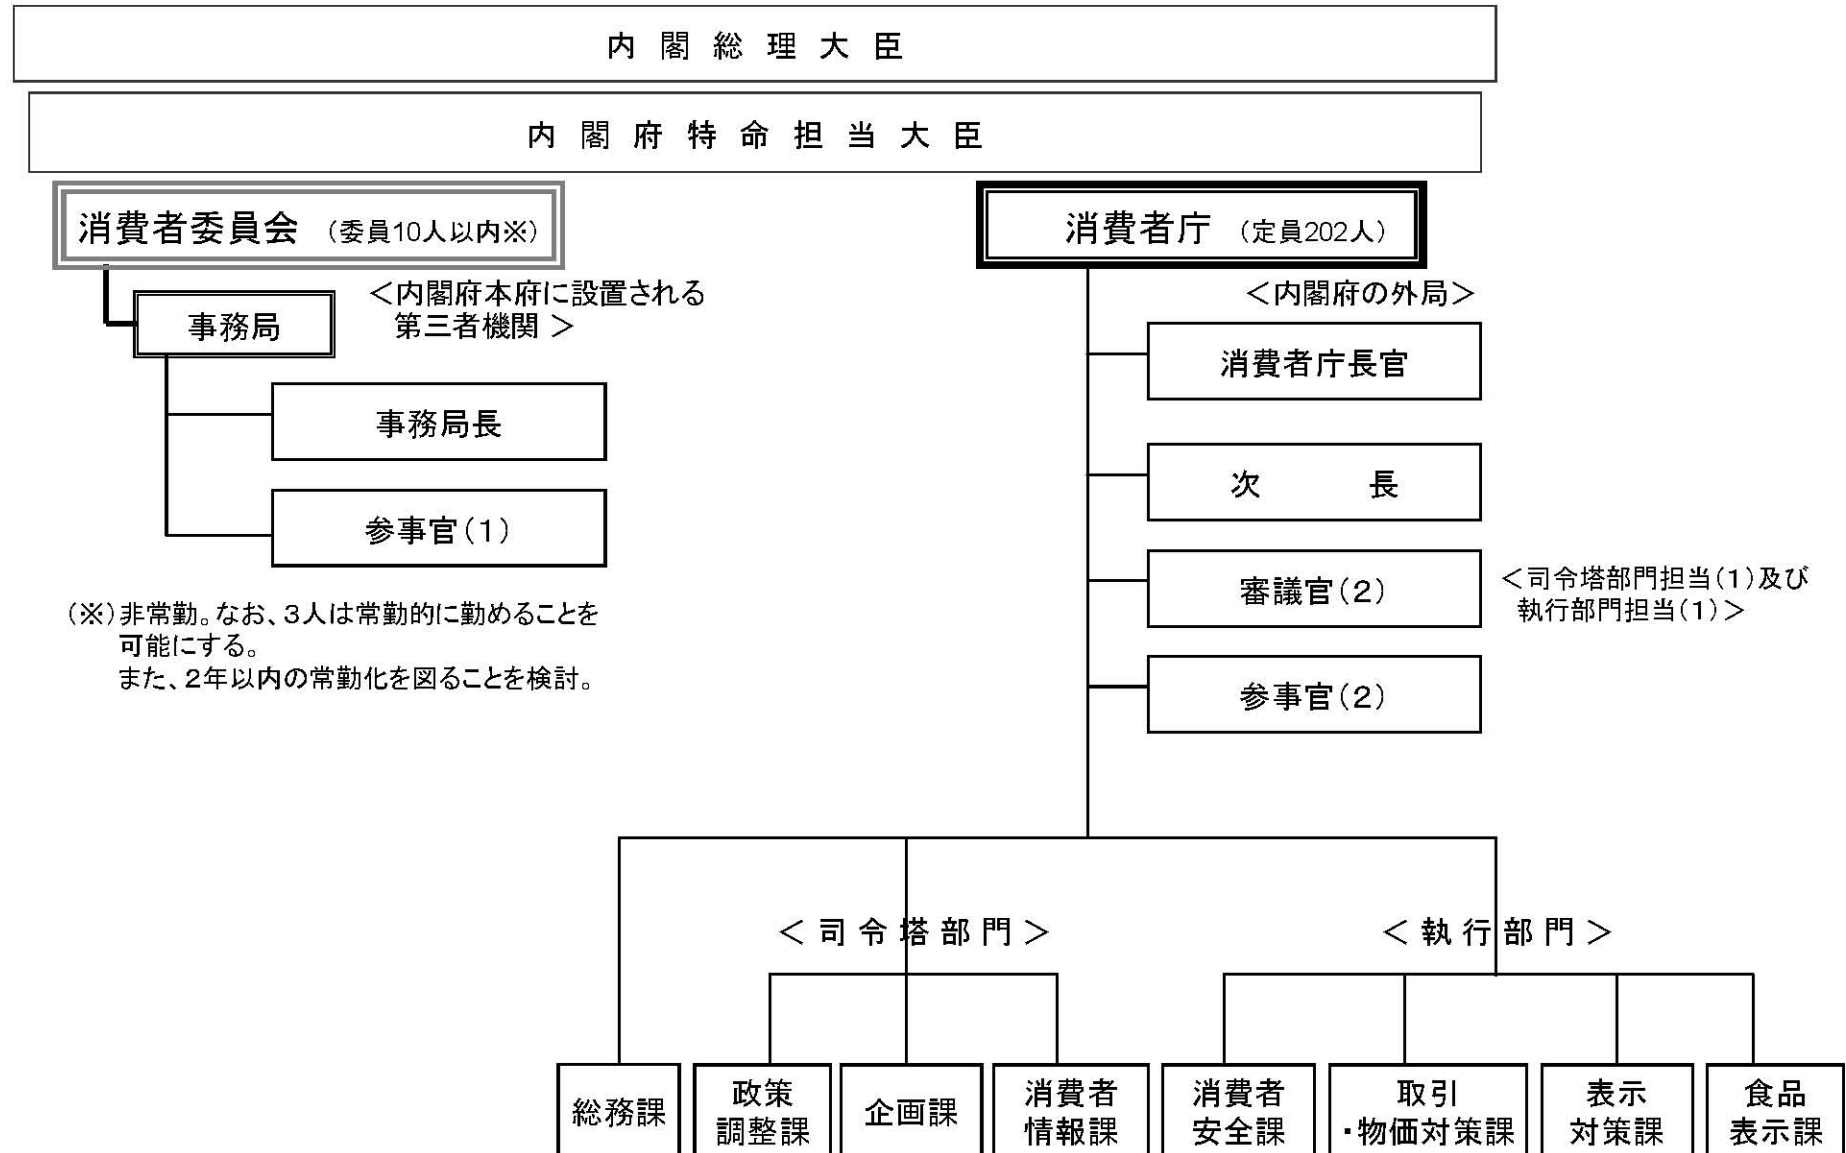 内閣総理大臣
内閣府特命担当大臣
消費者委員会 (委員10人以内※)
＜内閣府本府に設置される
第三者機関＞
事務局
事務局長
参事官(1)
(※)非常勤。なお、3人は常勤的に勤めることを
可能にする。
また、2年以内の常勤化を図ることを検討。
消費者庁 (定員202人)
＜内閣府の外局＞
消費者庁長官
次長
審議官(2)
＜司令塔部門担当(1)及び
執行部門担当(1)＞
参事官(2)
＜司令塔部門＞
＜執行部門＞
総務課
政策
調整課
企画課
消費者
情報課
消費者
安全課
取引
・物価対策課
表示
対策課
食品
表示課